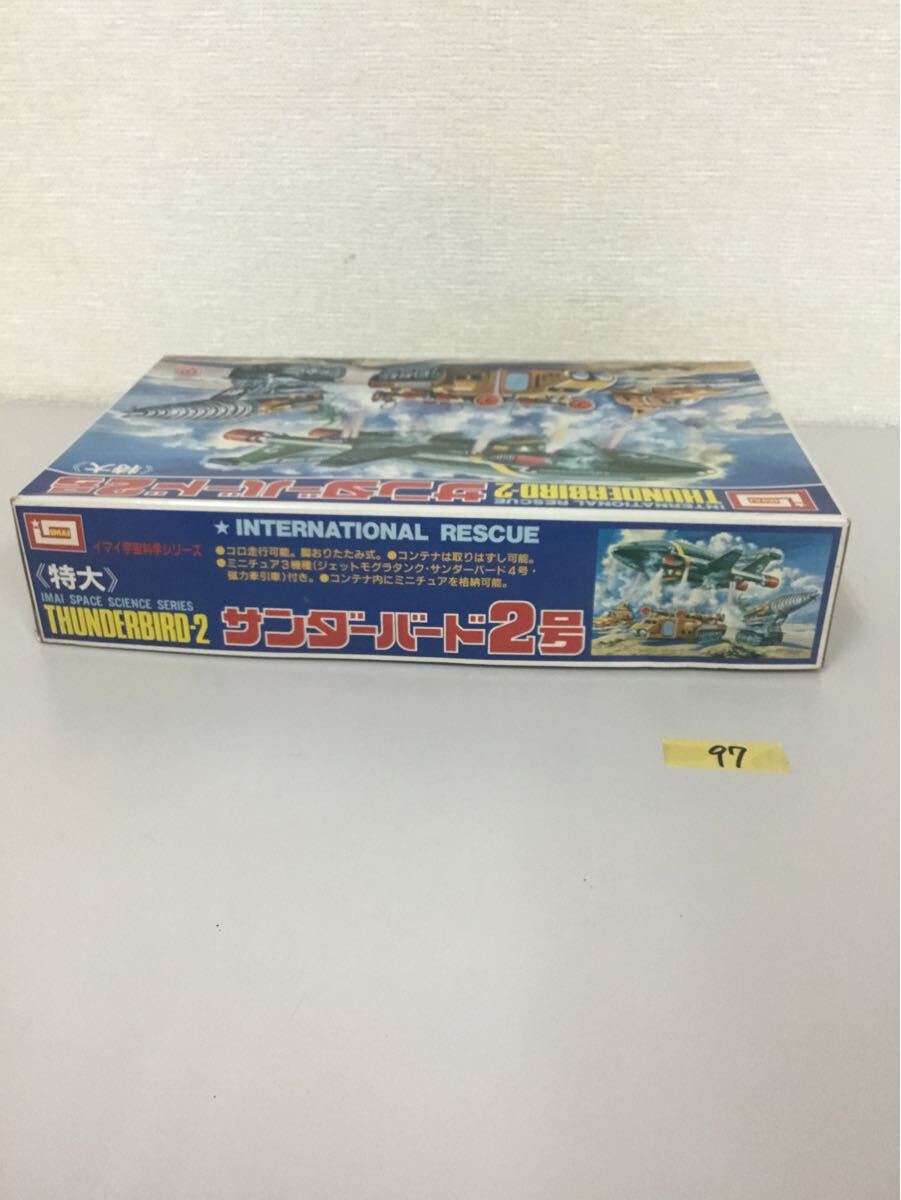 INTERNATIONAL RESCUE
THUNDERBIRD-2
サンダーバード2号
《特大》
IMAI
IMAI
イマイ宇宙科学シリーズ
《特大》
IMAI SPACE SCIENCE SERIES
THUNDERBIRD-2
★ INTERNATIONAL RESCUE
●コロ走行可能。脚おりたたみ式。●コンテナは取りはずし可能。
●ミニチュア3機種(ジェットモグラタンク・サンダーバード4号・
強力牽引車)付き。●コンテナ内にミニチュアを格納可能。
サンダーバード2号
97